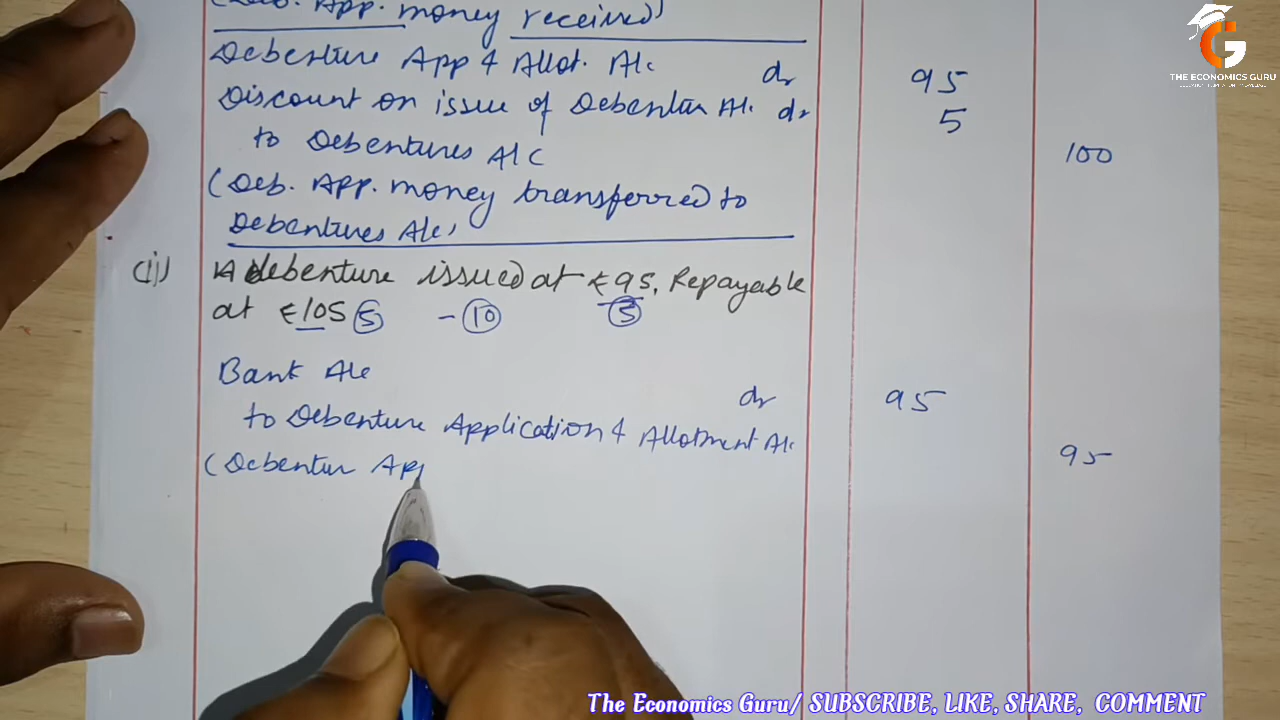 (Deb. App. money received)
Debenture App & Allot. A/c dr 95
Discount on issue of Debentur A/c. dr 5
to Debentures A/c 100
(Deb. App. money transferred to
Debentures A/c)
(ii) A debenture issued at ₹95, Repayable
at ₹105 5 - 10 5
Bank A/c dr 95
to Debenture Application & Allotment A/c 95
(Debentur App
THE ECONOMICS GURU
The Economics Guru/ SUBSCRIBE, LIKE, SHARE, COMMENT